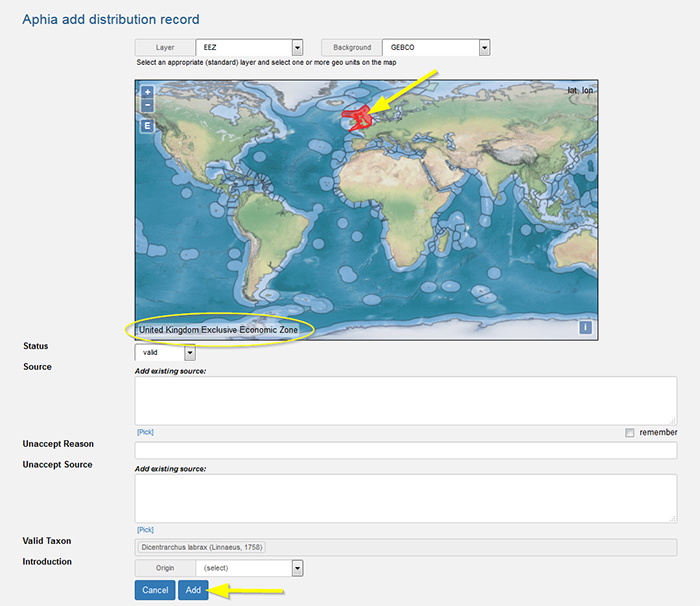 Aphia add distribution record
Layer EEZ Background GEBCO
Select an appropriate (standard) layer and select one or more geo units on the map
+ lat, lon
−
E
United Kingdom Exclusive Economic Zone i
Status valid
Source Add existing source:
[Pick] remember
Unaccept Reason
Unaccept Source Add existing source:
[Pick]
Valid Taxon Dicentrarchus labrax (Linnaeus, 1758)
Introduction Origin (select)
Cancel Add